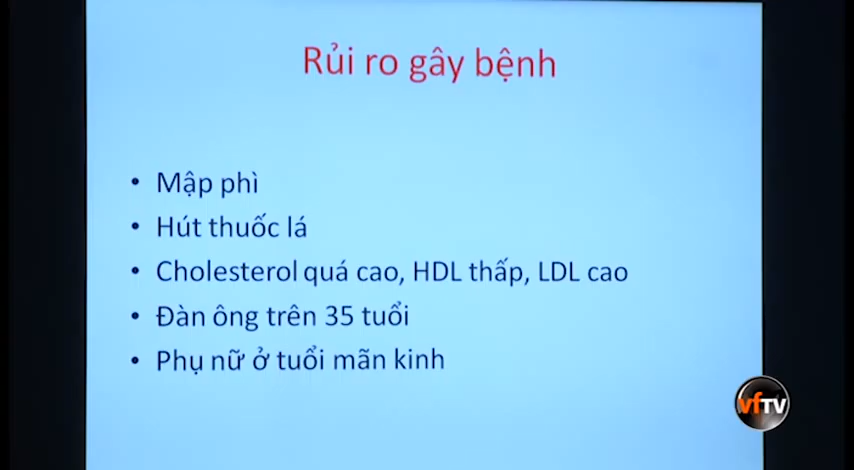 Rủi ro gây bệnh
• Mập phì
• Hút thuốc lá
• Cholesterol quá cao, HDL thấp, LDL cao
• Đàn ông trên 35 tuổi
• Phụ nữ ở tuổi mãn kinh
vfTV